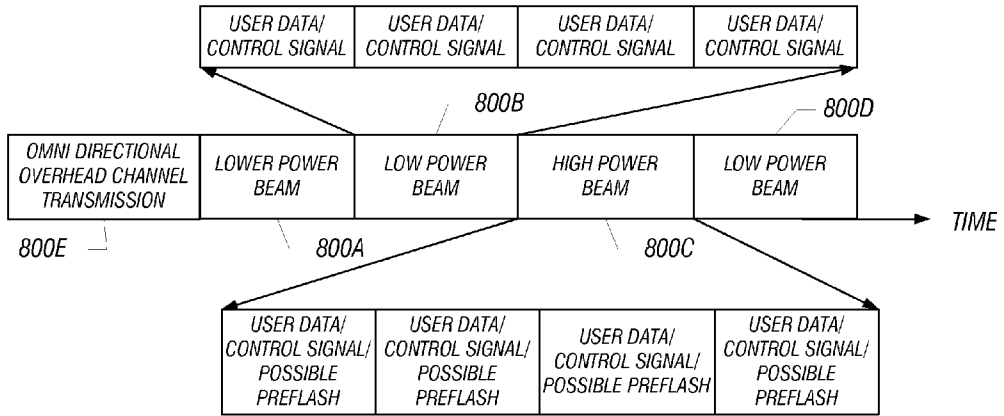 USER DATA/
CONTROL SIGNAL
USER DATA/
CONTROL SIGNAL
USER DATA/
CONTROL SIGNAL
USER DATA/
CONTROL SIGNAL
800B
800D
OMNI DIRECTIONAL
OVERHEAD CHANNEL
TRANSMISSION
LOWER POWER
BEAM
LOW POWER
BEAM
HIGH POWER
BEAM
LOW POWER
BEAM
TIME
800E
800A
800C
USER DATA/
CONTROL SIGNAL/
POSSIBLE
PREFLASH
USER DATA/
CONTROL SIGNAL/
POSSIBLE
PREFLASH
USER DATA/
CONTROL SIGNAL/
POSSIBLE PREFLASH
USER DATA/
CONTROL SIGNAL/
POSSIBLE
PREFLASH